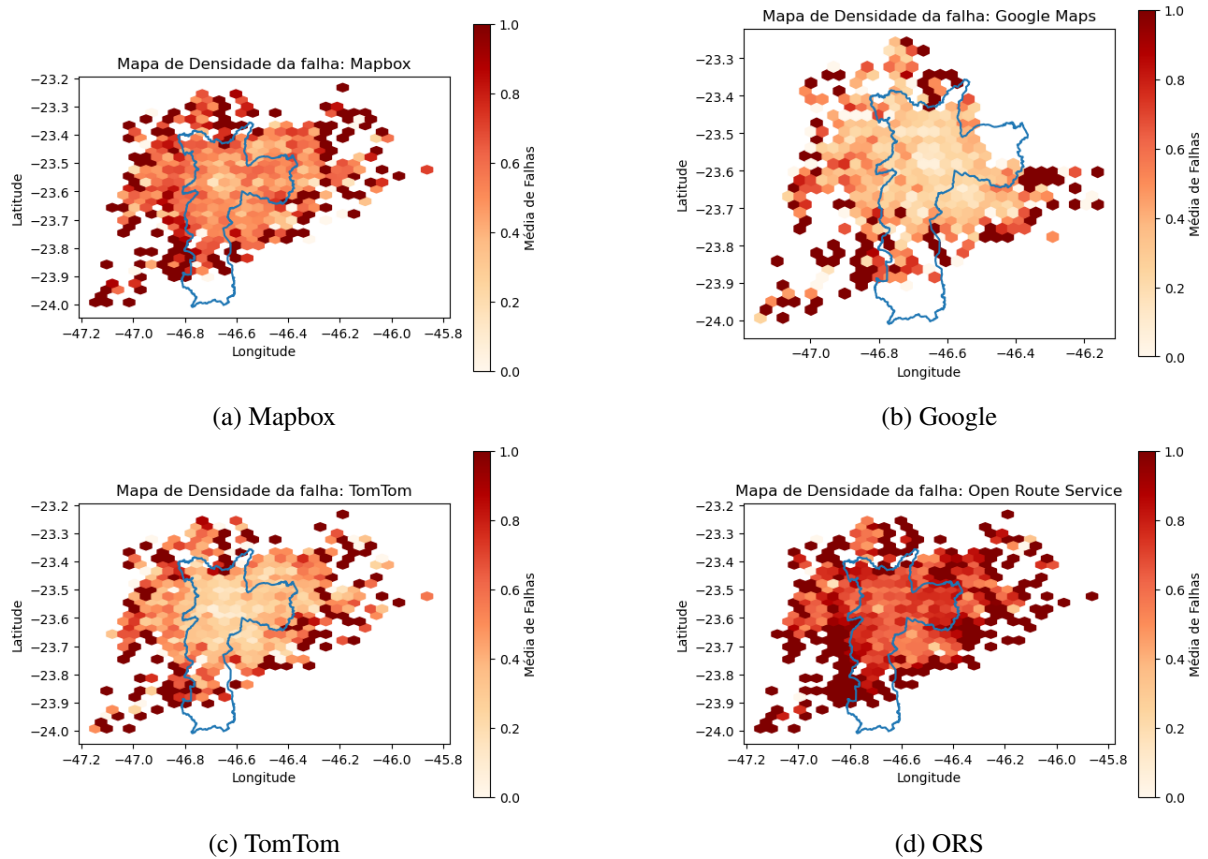 Mapa de Densidade da falha: Mapbox
−23.2
−23.3
−23.4
−23.5
−23.6
−23.7
−23.8
−23.9
−24.0
Latitude
−47.2 −47.0 −46.8 −46.6 −46.4 −46.2 −46.0 −45.8
Longitude
1.0
0.8
0.6
0.4
0.2
0.0
Média de Falhas
(a) Mapbox
Mapa de Densidade da falha: Google Maps
−23.3
−23.4
−23.5
−23.6
−23.7
−23.8
−23.9
−24.0
Latitude
−47.0 −46.8 −46.6 −46.4 −46.2
Longitude
1.0
0.8
0.6
0.4
0.2
0.0
Média de Falhas
(b) Google
Mapa de Densidade da falha: TomTom
−23.2
−23.3
−23.4
−23.5
−23.6
−23.7
−23.8
−23.9
−24.0
Latitude
−47.2 −47.0 −46.8 −46.6 −46.4 −46.2 −46.0 −45.8
Longitude
1.0
0.8
0.6
0.4
0.2
0.0
Média de Falhas
(c) TomTom
Mapa de Densidade da falha: Open Route Service
−23.2
−23.3
−23.4
−23.5
−23.6
−23.7
−23.8
−23.9
−24.0
Latitude
−47.2 −47.0 −46.8 −46.6 −46.4 −46.2 −46.0 −45.8
Longitude
1.0
0.8
0.6
0.4
0.2
0.0
Média de Falhas
(d) ORS